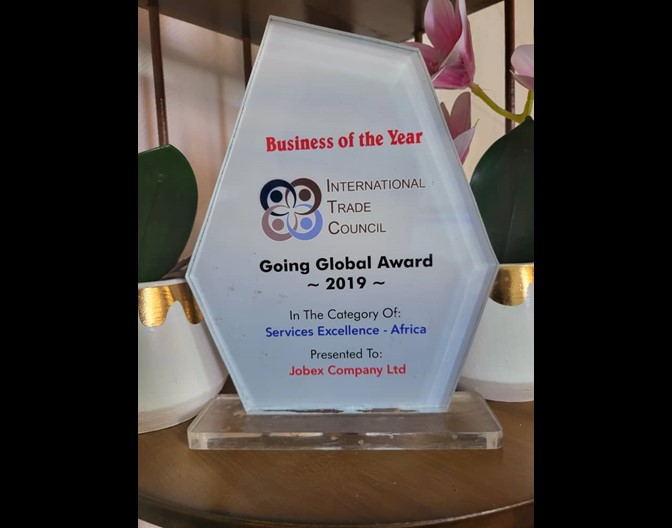 Business of the Year
INTERNATIONAL
TRADE
COUNCIL
Going Global Award
~ 2019 ~
In The Category Of:
Services Excellence - Africa
Presented To:
Jobex Company Ltd